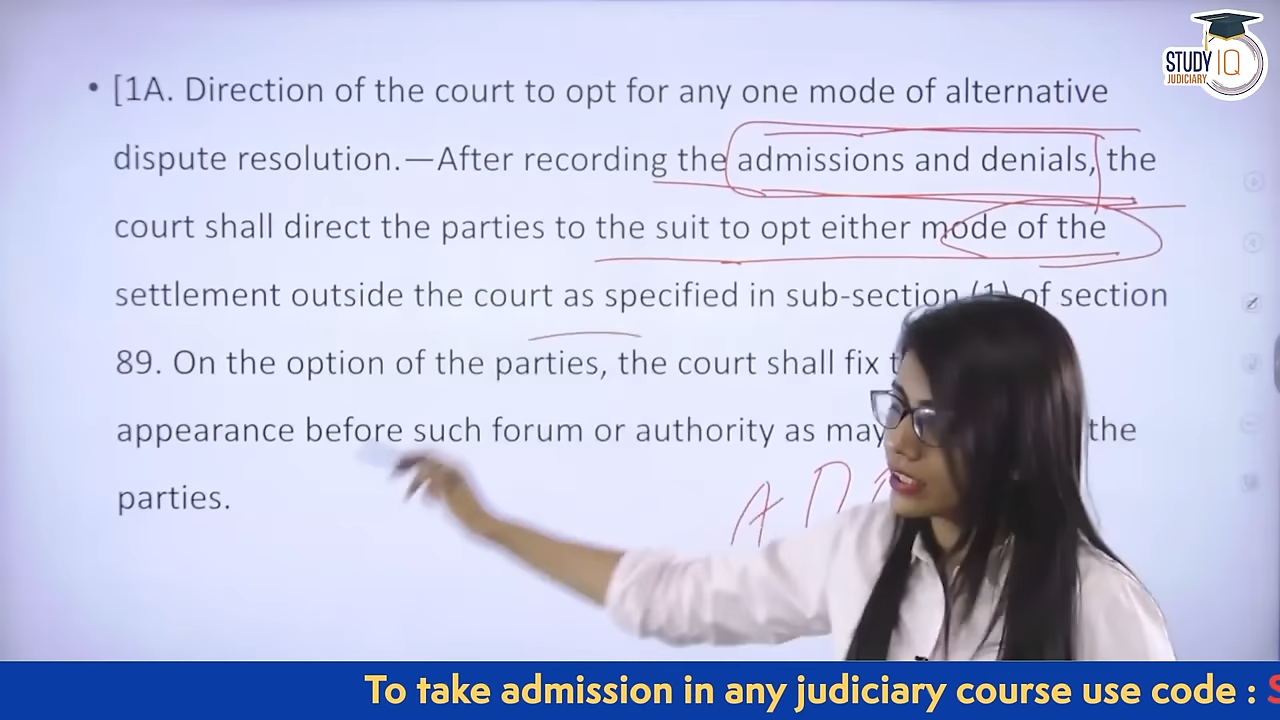 STUDY IQ
JUDICIARY
• [1A. Direction of the court to opt for any one mode of alternative
dispute resolution.—After recording the admissions and denials, the
court shall direct the parties to the suit to opt either mode of the
settlement outside the court as specified in sub-section (1) of section
89. On the option of the parties, the court shall fix
appearance before such forum or authority as may the
parties.
A D
To take admission in any judiciary course use code : S